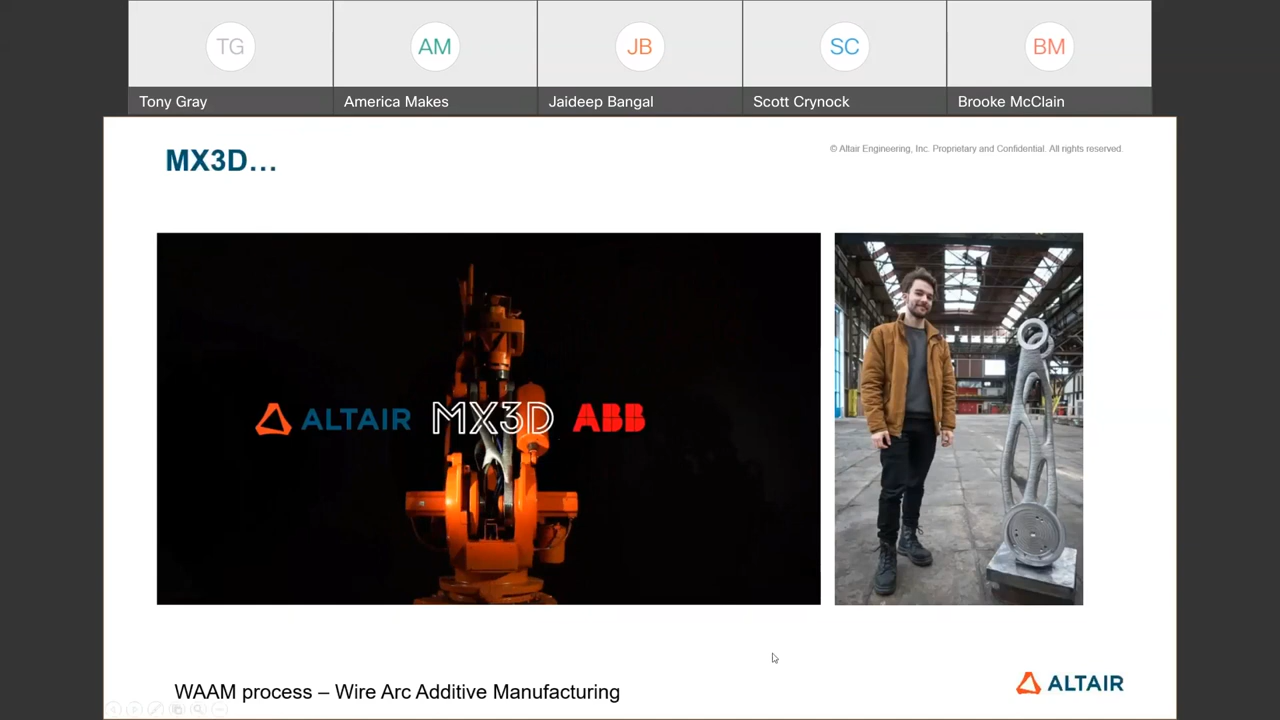 TG
AM
JB
SC
BM
Tony Gray
America Makes
Jaideep Bangal
Scott Crynock
Brooke McClain
MX3D...
© Altair Engineering, Inc. Proprietary and Confidential. All rights reserved.
ALTAIR MX3D ABB
WAAM process – Wire Arc Additive Manufacturing
ALTAIR